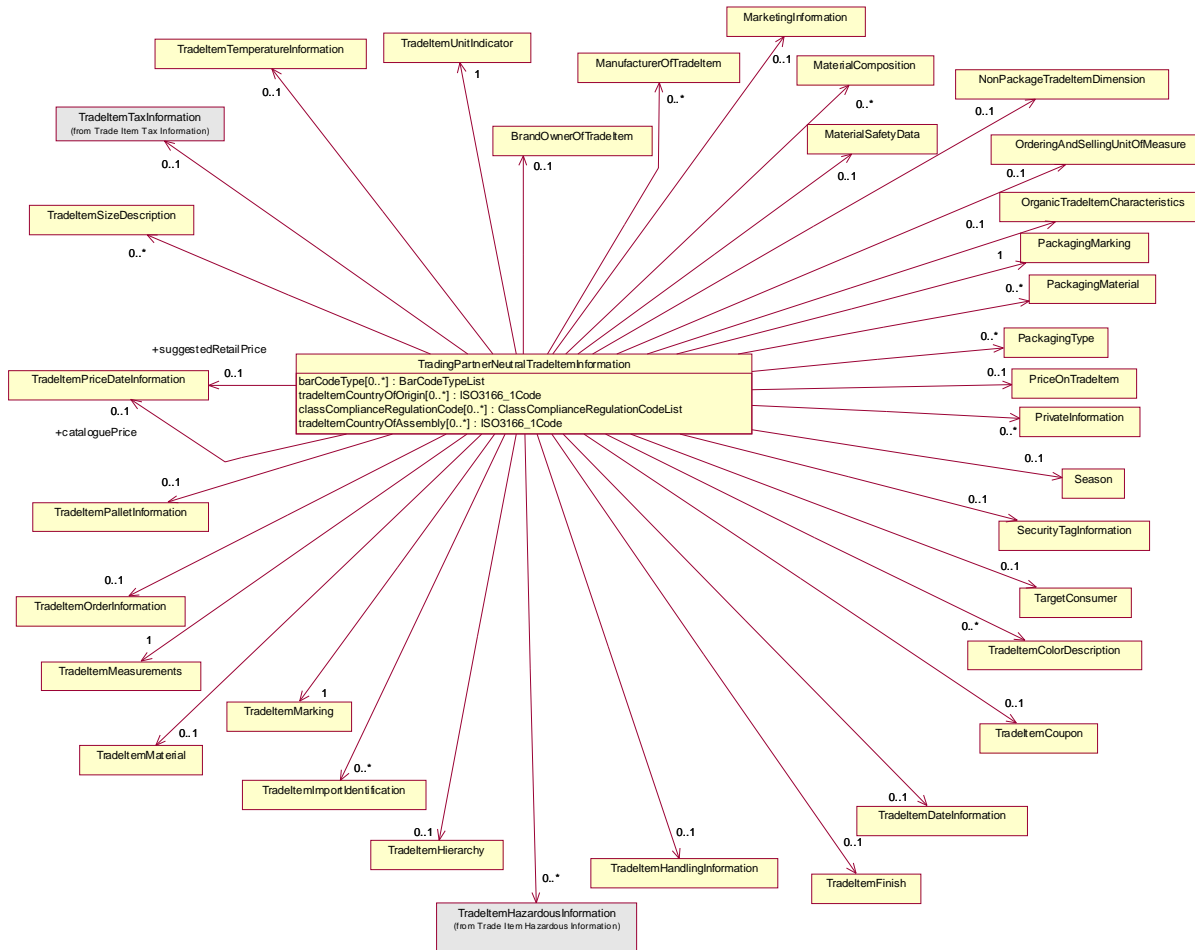 MarketingInformation
0..1
TradeItemTemperatureInformation
0..1
TradeItemUnitIndicator
1
ManufacturerOfTradeItem
0..*
MaterialComposition
0..*
NonPackageTradeItemDimension
0..1
TradeItemTaxInformation
(from Trade Item Tax Information)
0..1
BrandOwnerOfTradeItem
0..1
MaterialSafetyData
0..1
OrderingAndSellingUnitOfMeasure
0..1
OrganicTradeItemCharacteristics
0..1
TradeItemSizeDescription
0..*
PackagingMarking
1
PackagingMaterial
0..*
PackagingType
0..*
+suggestedRetailPrice
TradeItemPriceDateInformation
0..1
0..1
+cataloguePrice
TradingPartnerNeutralTradeItemInformation
barCodeType[0..*] : BarCodeTypeList
tradeItemCountryOfOrigin[0..*] : ISO3166_1Code
classComplianceRegulationCode[0..*] : ClassComplianceRegulationCodeList
tradeItemCountryOfAssembly[0..*] : ISO3166_1Code
PriceOnTradeItem
0..1
PrivateInformation
0..*
0..1
Season
0..1
TradeItemPalletInformation
0..1
SecurityTagInformation
0..1
TradeItemOrderInformation
0..1
TargetConsumer
1
TradeItemMeasurements
0..*
TradeItemColorDescription
1
TradeItemMarking
0..1
TradeItemMaterial
0..1
TradeItemCoupon
0..*
TradeItemImportIdentification
0..1
TradeItemDateInformation
0..1
TradeItemHierarchy
0..1
TradeItemHandlingInformation
0..1
TradeItemFinish
0..*
TradeItemHazardousInformation
(from Trade Item Hazardous Information)